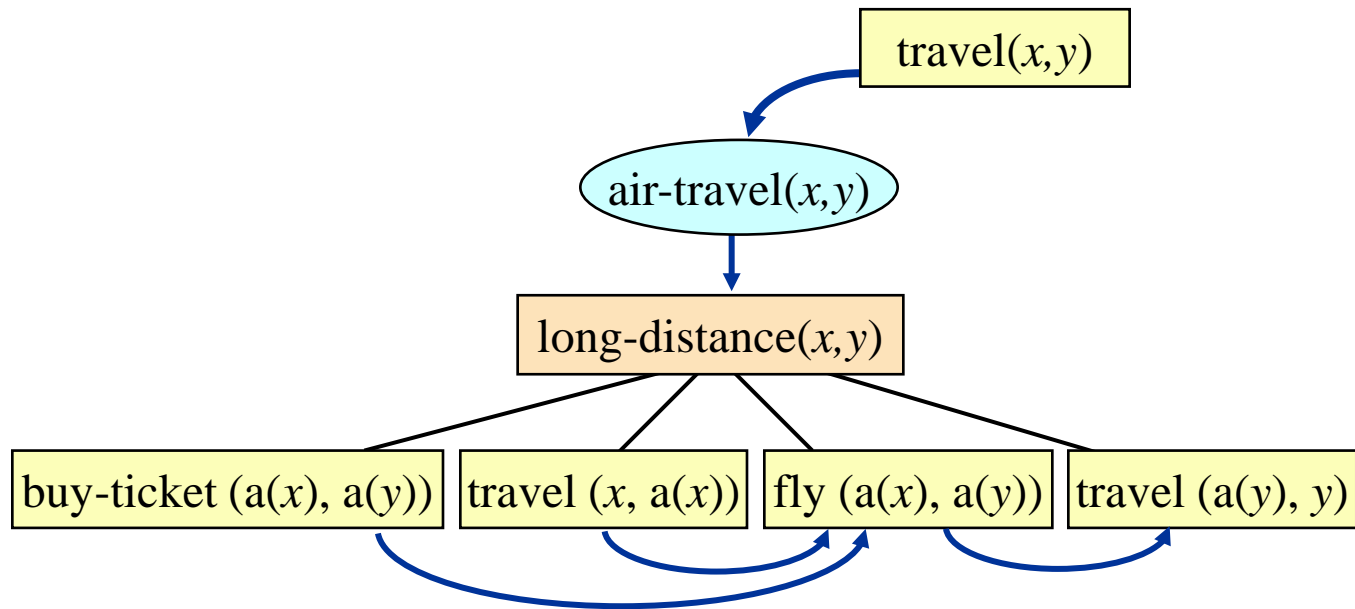 travel(x,y)
air-travel(x,y)
long-distance(x,y)
buy-ticket (a(x), a(y))
travel (x, a(x))
fly (a(x), a(y))
travel (a(y), y)